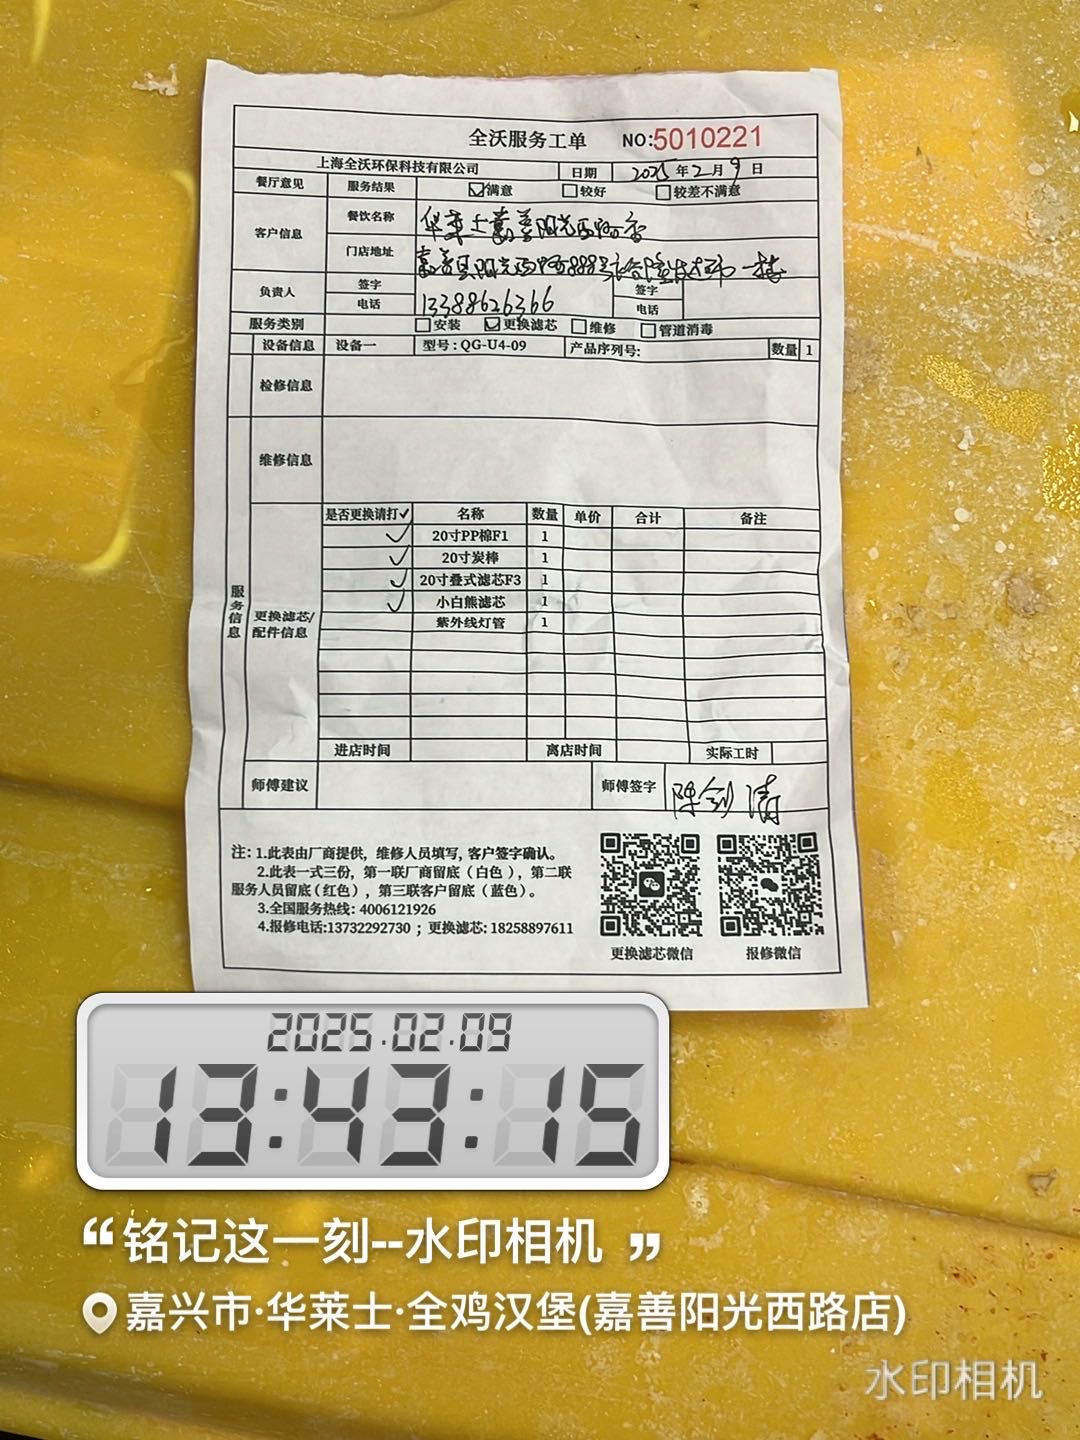 全沃服务工单 NO:5010221
上海全沃环保科技有限公司 日期 2025年2月9日
餐厅意见 服务结果 ☑满意 □较好 □较差不满意
客户信息 餐饮名称 华莱士嘉善阳光西路店
门店地址 嘉善县阳光西路888号 一楼
负责人 签字 签字
电话 13388626366 电话
服务类别 □安装 ☑更换滤芯 □维修 □管道消毒
设备信息 设备一 型号:QG-U4-09 产品序列号: 数量 1
检修信息
维修信息
服务信息
更换滤芯/配件信息
是否更换请打✓ 名称 数量 单价 合计 备注
✓ 20寸PP棉F1 1
✓ 20寸炭棒 1
✓ 20寸叠式滤芯F3 1
✓ 小白熊滤芯 1
紫外线灯管 1
进店时间 离店时间 实际工时
师傅建议 师傅签字 陈剑清
注: 1.此表由厂商提供, 维修人员填写, 客户签字确认。
2.此表一式三份, 第一联厂商留底(白色), 第二联
服务人员留底(红色), 第三联客户留底(蓝色)。
3.全国服务热线: 4006121926
4.报修电话:13732292730 ; 更换滤芯: 18258897611
更换滤芯微信 报修微信
2025.02.09
13:43:15
“铭记这一刻--水印相机 ”
嘉兴市·华莱士·全鸡汉堡(嘉善阳光西路店)
水印相机